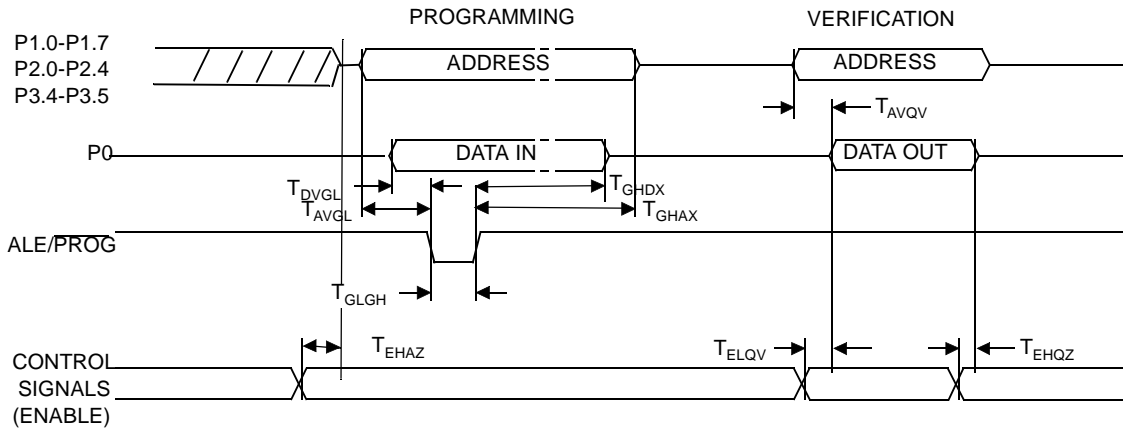 PROGRAMMING
VERIFICATION
P1.0-P1.7
P2.0-P2.4
P3.4-P3.5
ADDRESS
ADDRESS
TAVQV
P0
DATA IN
DATA OUT
TDVGL
TGHDX
TAVGL
TGHAX
ALE/PROG
TGLGH
TEHAZ
TELQV
TEHQZ
CONTROL
SIGNALS
(ENABLE)